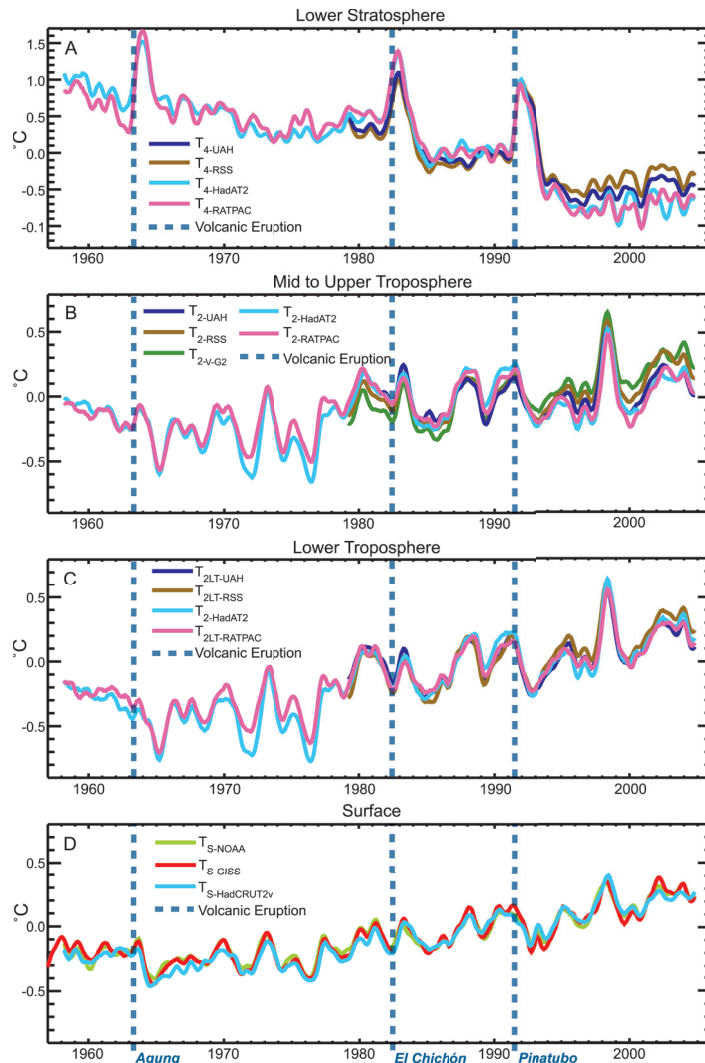 Lower Stratosphere
A
1.5
1.0
0.5
0.0
-0.5
-0.1
°C
T4-UAH
T4-RSS
T4-HadAT2
T4-RATPAC
Volcanic Eruption
1960 1970 1980 1990 2000
Mid to Upper Troposphere
B
0.5
0.0
-0.5
°C
T2-UAH T2-HadAT2
T2-RSS T2-RATPAC
T2-V-G2 Volcanic Eruption
1960 1970 1980 1990 2000
Lower Troposphere
C
0.5
0.0
-0.5
°C
T2LT-UAH
T2LT-RSS
T2-HadAT2
T2LT-RATPAC
Volcanic Eruption
1960 1970 1980 1990 2000
Surface
D
0.5
0.0
-0.5
°C
TS-NOAA
TS-GISS
TS-HadCRUT2v
Volcanic Eruption
1960 1970 1980 1990 2000
Agung El Chichón Pinatubo